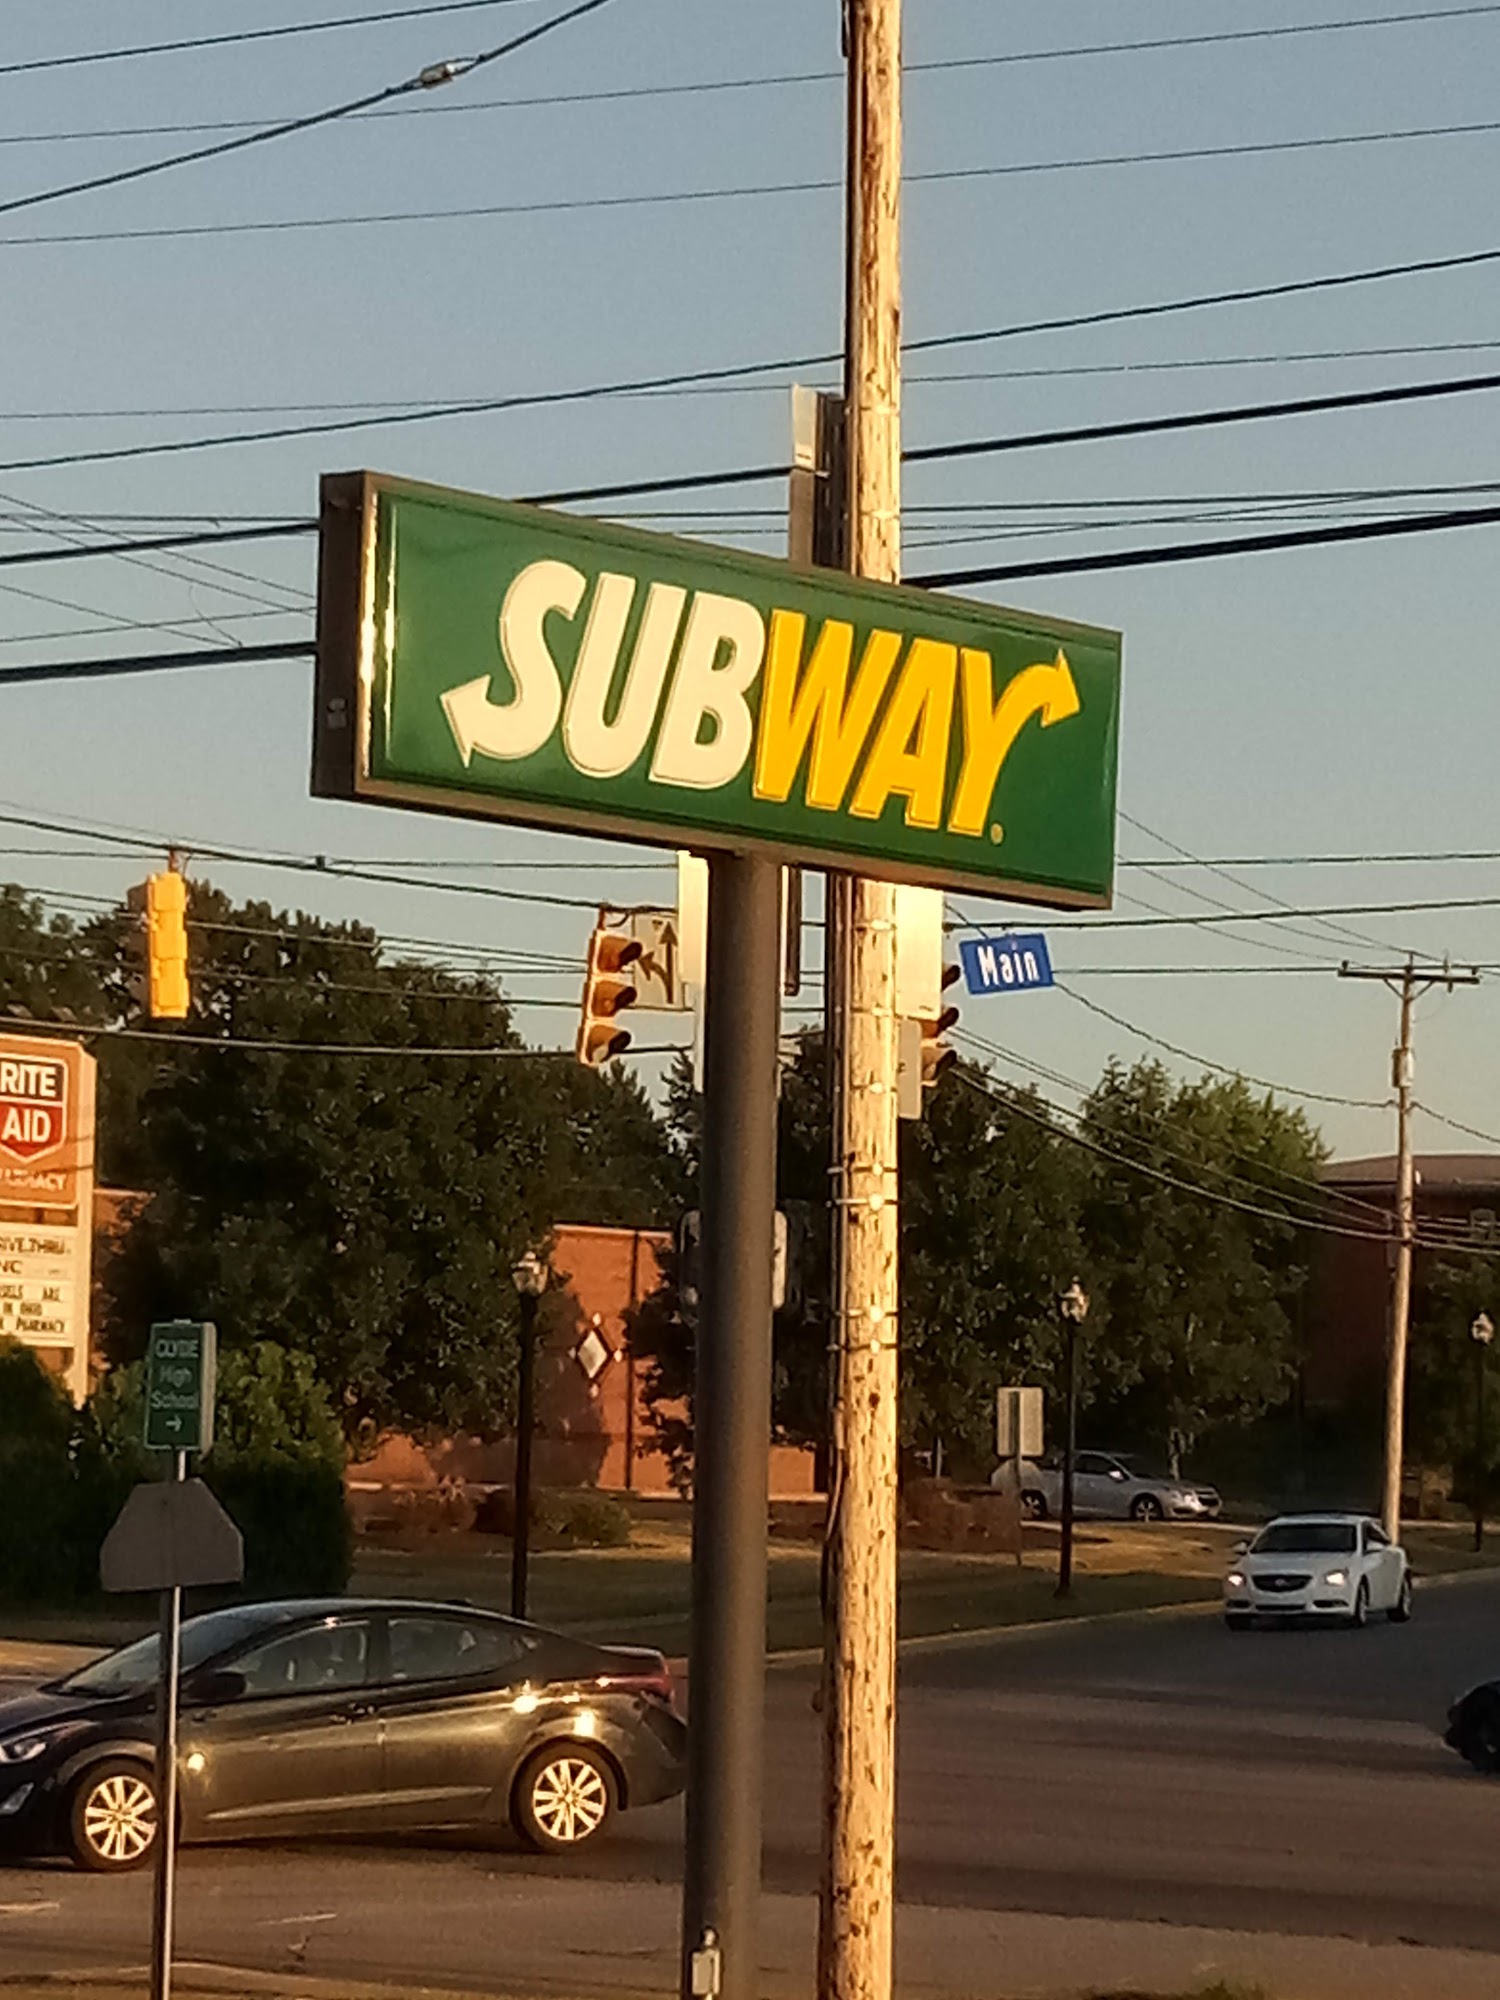 SUBWAY
Main
RITE
AID
CLYDE
High
School
→